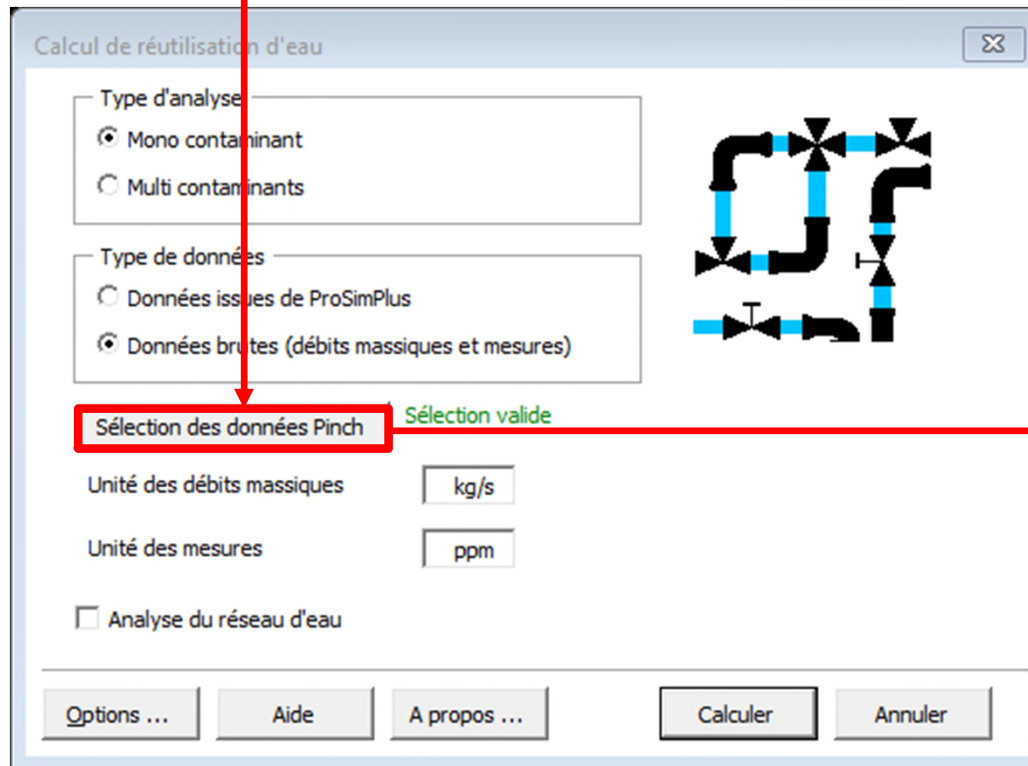 Calcul de réutilisation d'eau
Type d'analyse
Mono contaminant
Multi contaminants
Type de données
Données issues de ProSimPlus
Données brutes (débits massiques et mesures)
Sélection des données Pinch
Sélection valide
Unité des débits massiques
kg/s
Unité des mesures
ppm
Analyse du réseau d'eau
Options ...
Aide
A propos ...
Calculer
Annuler